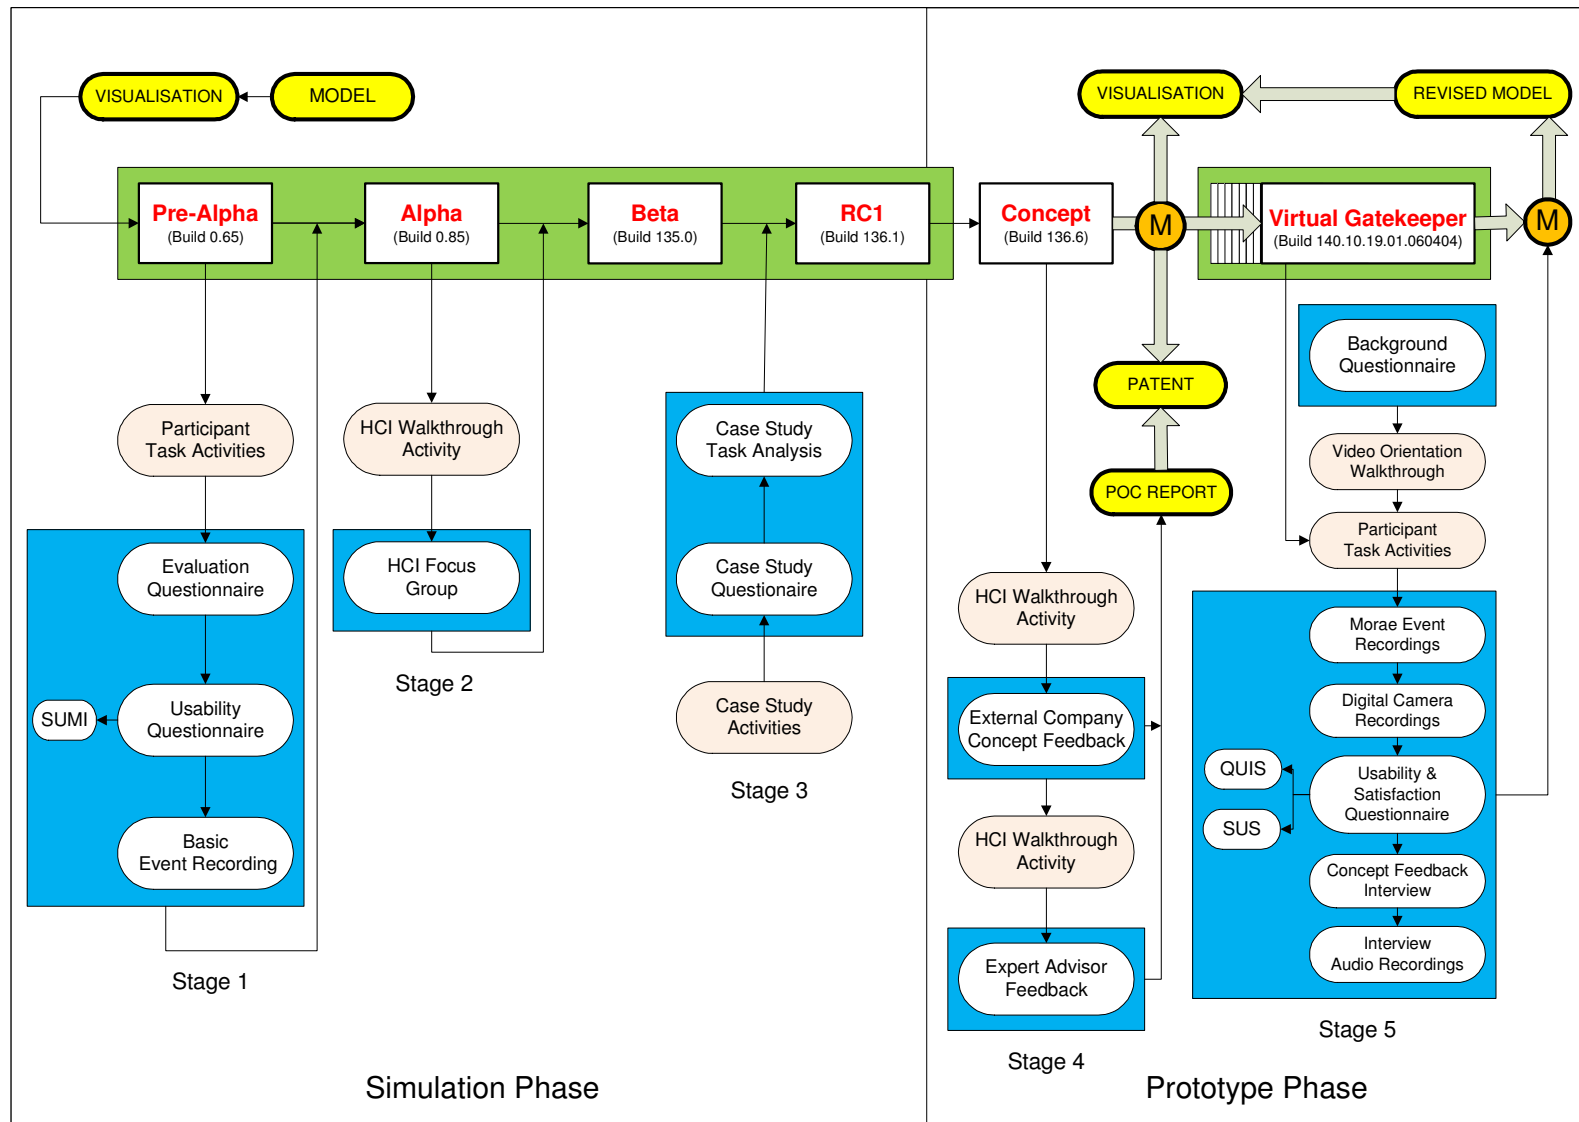 VISUALISATION
MODEL
Pre-Alpha
(Build 0.65)
Alpha
(Build 0.85)
Beta
(Build 135.0)
RC1
(Build 136.1)
Participant
Task Activities
Evaluation
Questionnaire
Usability
Questionnaire
SUMI
Basic
Event Recording
Stage 1
HCI Walkthrough
Activity
HCI Focus
Group
Stage 2
Case Study
Task Analysis
Case Study
Questionaire
Case Study
Activities
Stage 3
Simulation Phase
VISUALISATION
REVISED MODEL
Concept
(Build 136.6)
M
Virtual Gatekeeper
(Build 140.10.19.01.060404)
M
PATENT
POC REPORT
HCI Walkthrough
Activity
External Company
Concept Feedback
HCI Walkthrough
Activity
Expert Advisor
Feedback
Stage 4
Background
Questionnaire
Video Orientation
Walkthrough
Participant
Task Activities
Morae Event
Recordings
Digital Camera
Recordings
QUIS
SUS
Usability &
Satisfaction
Questionnaire
Concept Feedback
Interview
Interview
Audio Recordings
Stage 5
Prototype Phase